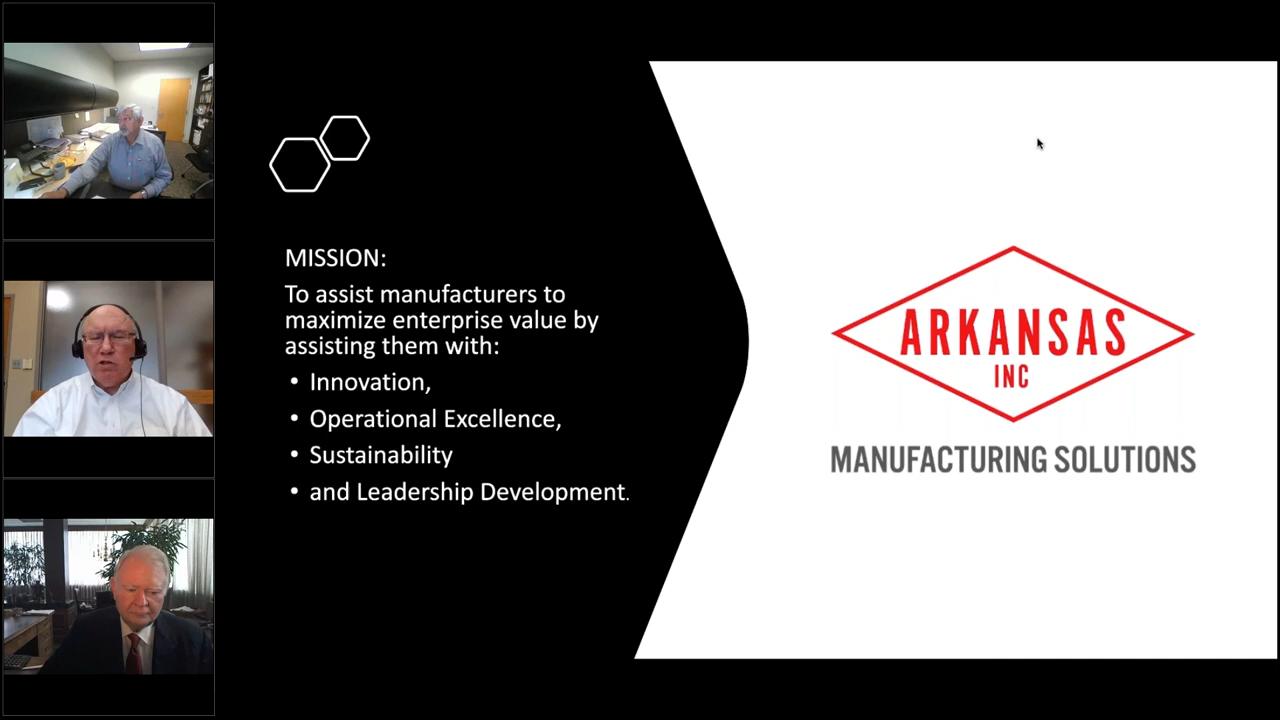 MISSION:
To assist manufacturers to
maximize enterprise value by
assisting them with:
• Innovation,
• Operational Excellence,
• Sustainability
• and Leadership Development.
ARKANSAS
INC
MANUFACTURING SOLUTIONS